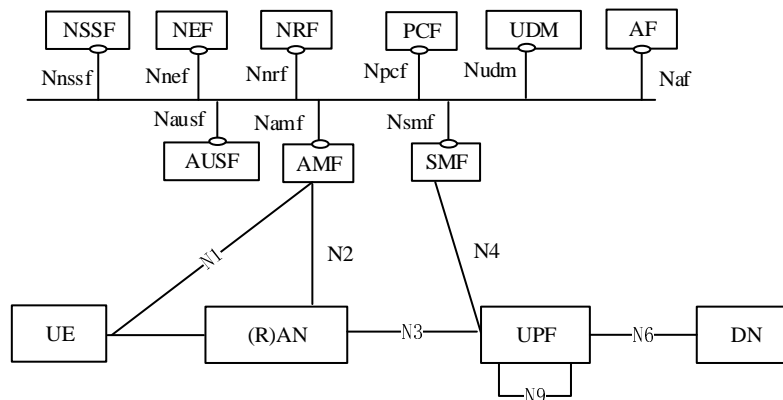 NSSF NEF NRF PCF UDM AF
Nnssf Nnef Nnrf Npcf Nudm Naf
Nausf Namf Nsmf
AUSF AMF SMF
N1 N2 N4
UE (R)AN N3 UPF N6 DN
N9